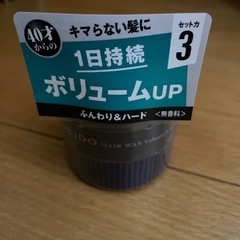 40才
からの
キマらない髪に
1日持続
ボリュームUP
ふんわり&ハード
<無香料>
セット力
3
HAIR WAX